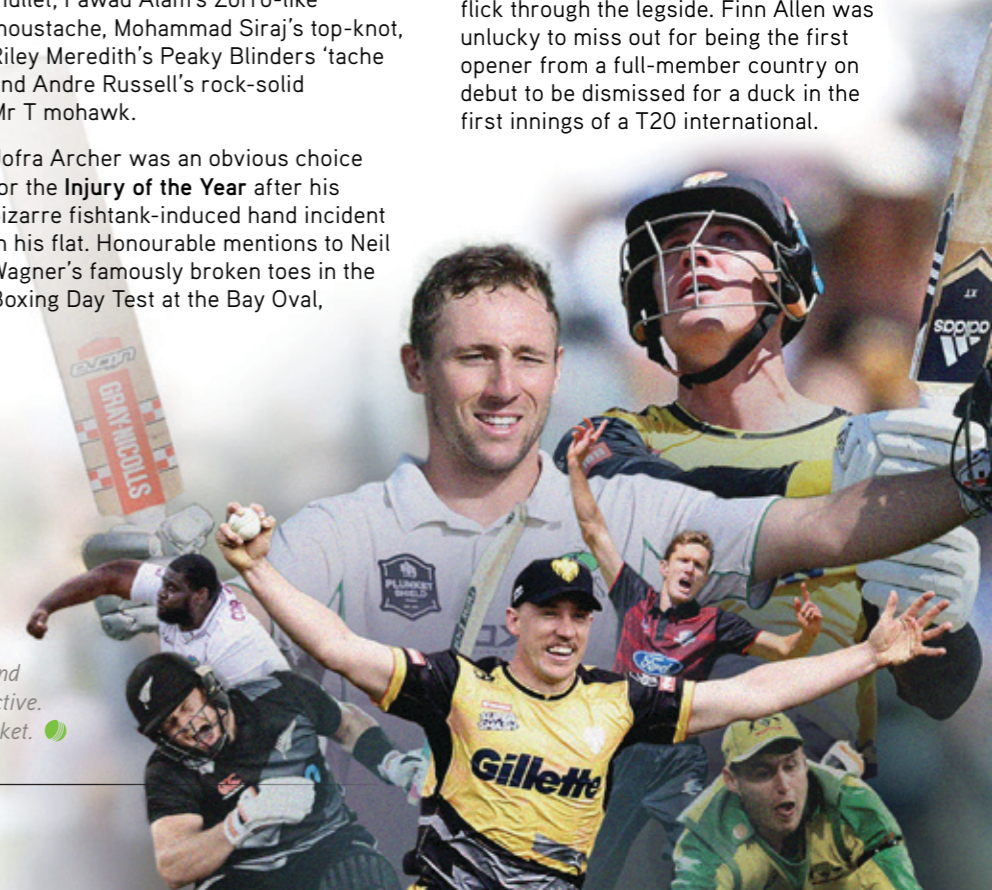 Fawad Alam's Zorro-like
moustache, Mohammad Siraj's top-knot,
Riley Meredith's Peaky Blinders 'tache
and Andre Russell's rock-solid
Mr T mohawk.
Jofra Archer was an obvious choice
for the Injury of the Year after his
bizarre fishtank-induced hand incident
in his flat. Honourable mentions to Neil
Wagner's famously broken toes in the
Boxing Day Test at the Bay Oval,
flick through the legside. Finn Allen was
unlucky to miss out for being the first
opener from a full-member country on
debut to be dismissed for a duck in the
first innings of a T20 international.
GRAY-NICOLLS
adidas
XT
PLUNKET
SHIELD
Ford
Gillette
nd
ctive.
ket.